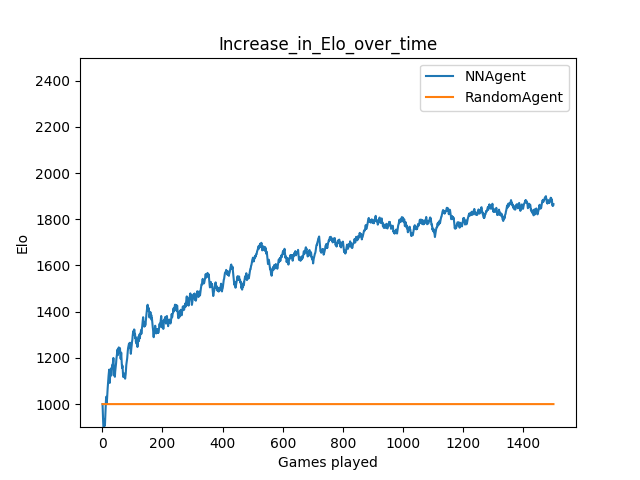 Increase_in_Elo_over_time
NNAgent
RandomAgent
2400
2200
2000
1800
1600
1400
1200
1000
Elo
0 200 400 600 800 1000 1200 1400
Games played